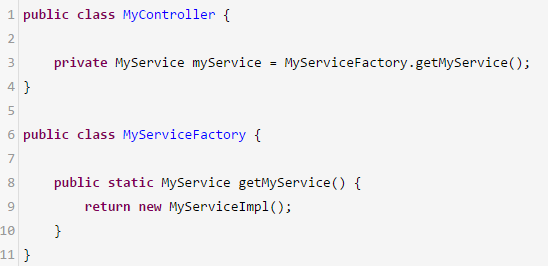 1 public class MyController {
2
3     private MyService myService = MyServiceFactory.getMyService();
4 }
5
6 public class MyServiceFactory {
7
8     public static MyService getMyService() {
9         return new MyServiceImpl();
10     }
11 }